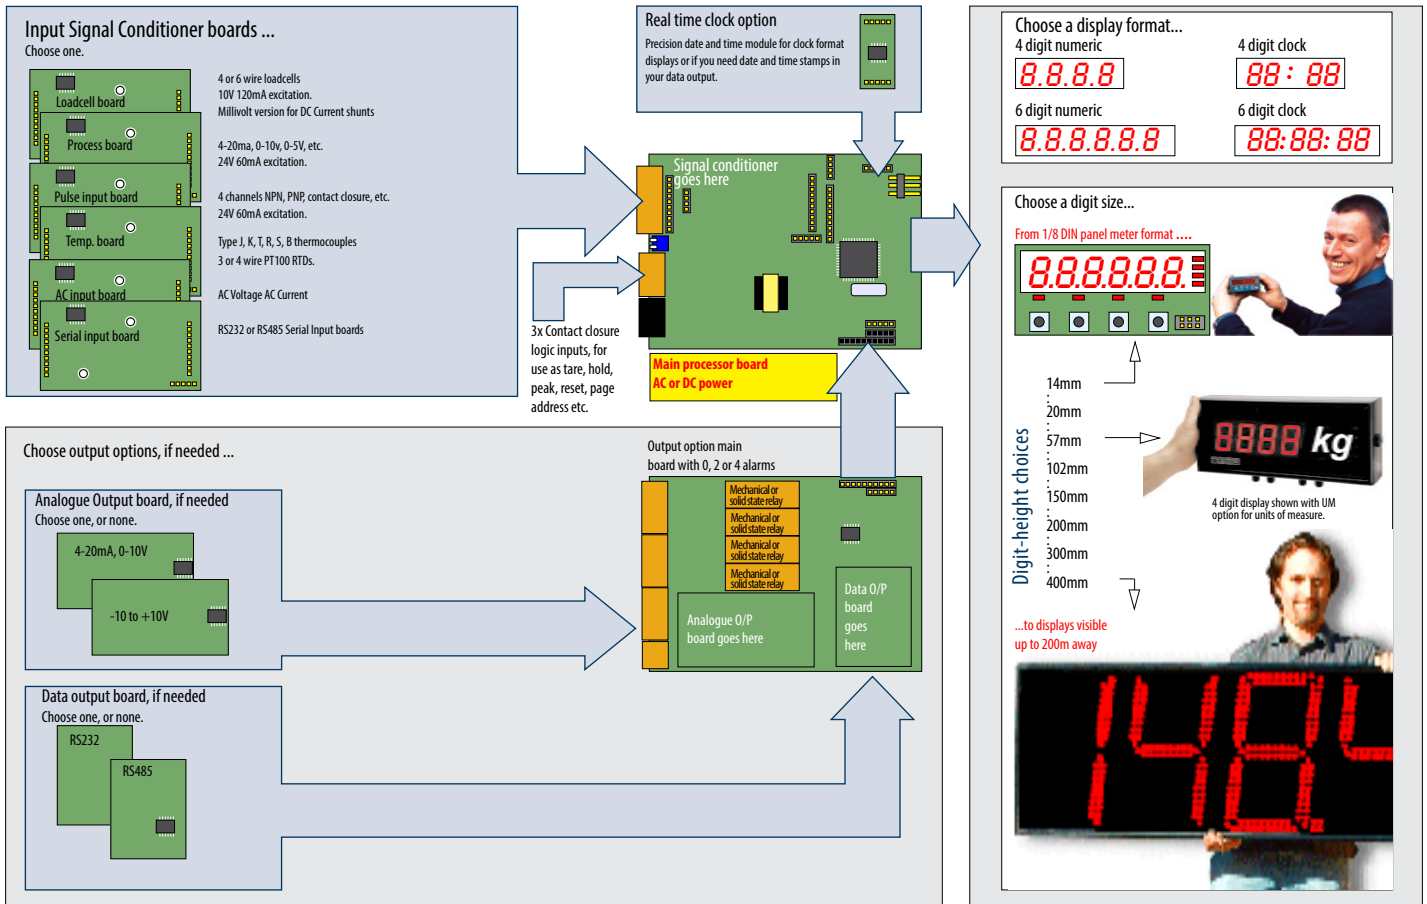 Input Signal Conditioner boards ...
Choose one.
Loadcell board
4 or 6 wire loadcells
10V 120mA excitation.
Millivolt version for DC Current shunts
Process board
4-20ma, 0-10v, 0-5V, etc.
24V 60mA excitation.
Pulse input board
4 channels NPN, PNP, contact closure, etc.
24V 60mA excitation.
Temp. board
Type J, K, T, R, S, B thermocouples
3 or 4 wire PT100 RTDs.
AC input board
AC Voltage AC Current
Serial input board
RS232 or RS485 Serial Input boards
Real time clock option
Precision date and time module for clock format
displays or if you need date and time stamps in
your data output.
Signal conditioner
goes here
3x Contact closure
logic inputs, for
use as tare, hold,
peak, reset, page
address etc.
Main processor board
AC or DC power
Choose output options, if needed ...
Analogue Output board, if needed
Choose one, or none.
4-20mA, 0-10V
-10 to +10V
Data output board, if needed
Choose one, or none.
RS232
RS485
Output option main
board with 0, 2 or 4 alarms
Mechanical or
solid state relay
Mechanical or
solid state relay
Mechanical or
solid state relay
Mechanical or
solid state relay
Analogue O/P
board goes here
Data O/P
board
goes
here
Choose a display format...
4 digit numeric
4 digit clock
8.8.8.8
88: 88
6 digit numeric
6 digit clock
8.8.8.8.8.8
88:88:88
Choose a digit size...
From 1/8 DIN panel meter format ....
8.8.8.8.8.8.
Digit-height choices
14mm
20mm
57mm
102mm
150mm
200mm
300mm
400mm
8888 kg
4 digit display shown with UM
option for units of measure.
...to displays visible
up to 200m away
1484